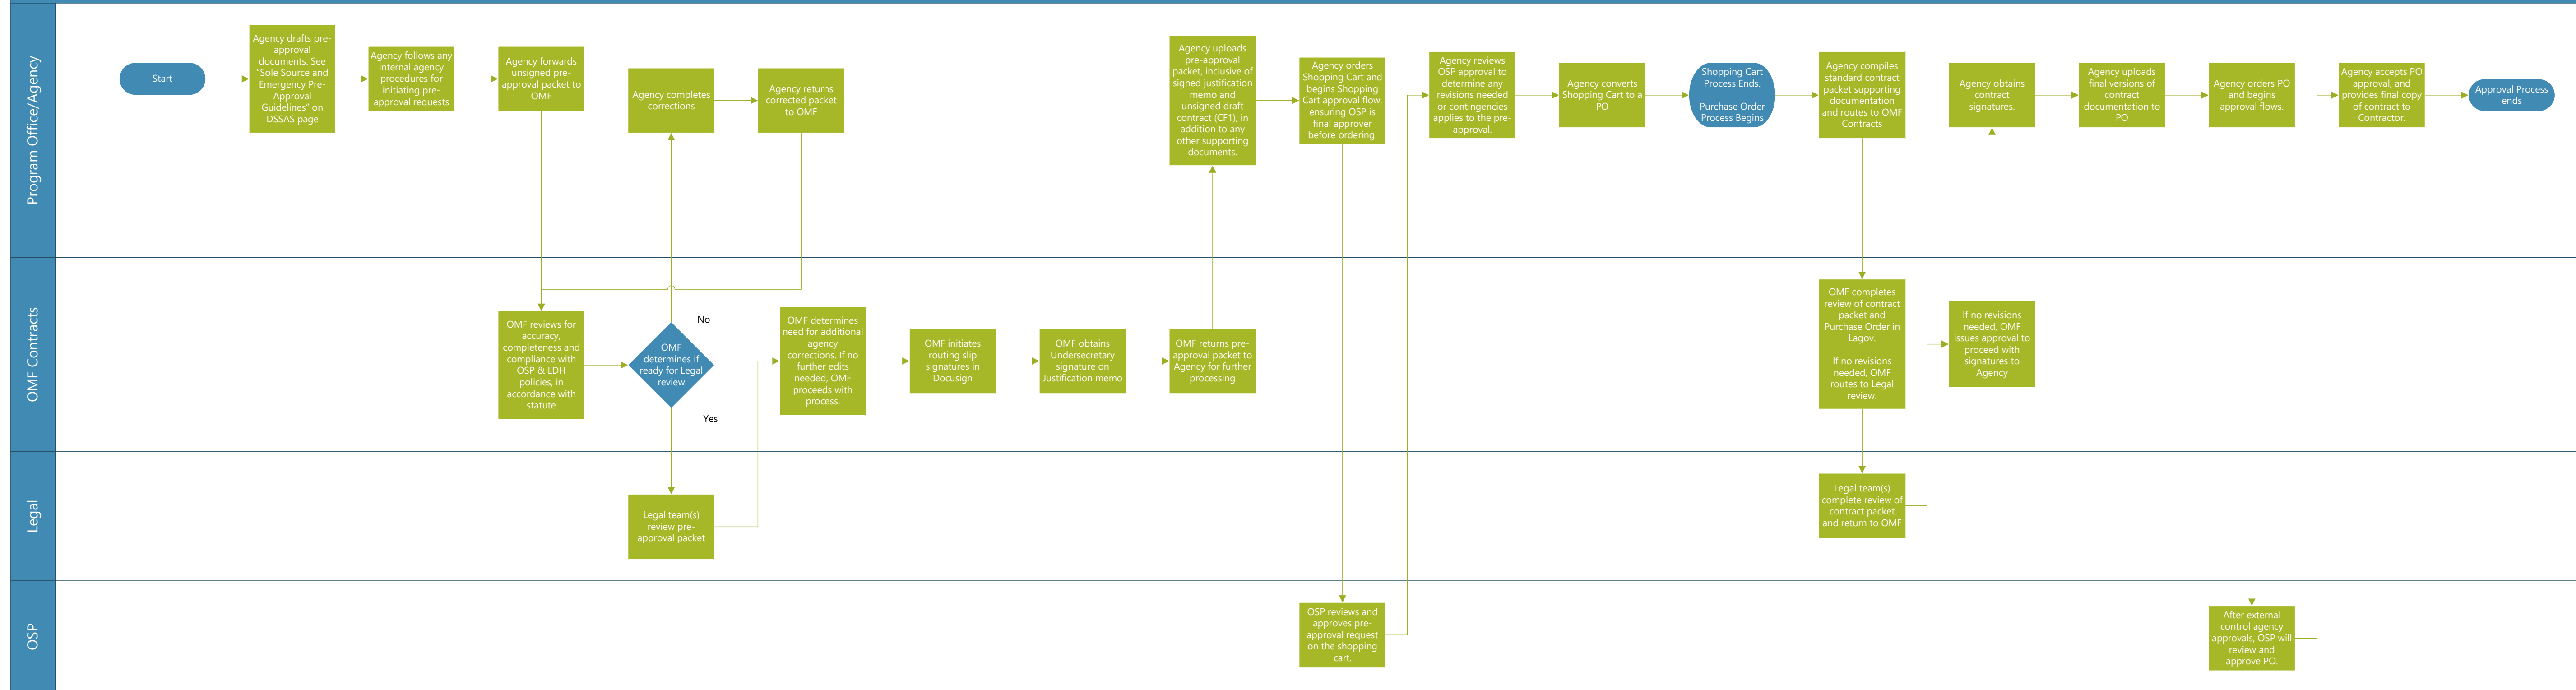 Program Office/Agency
Start
Agency drafts pre-
approval
documents. See
"Sole Source and
Emergency Pre-
Approval
Guidelines" on
DSSAS page
Agency follows any
internal agency
procedures for
initiating pre-
approval requests
Agency forwards
unsigned pre-
approval packet to
OMF
Agency completes
corrections
Agency returns
corrected packet
to OMF
Agency uploads
pre-approval
packet, inclusive of
signed justification
memo and
unsigned draft
contract (CF1), in
addition to any
other supporting
documents.
Agency orders
Shopping Cart and
begins Shopping
Cart approval flow,
ensuring OSP is
final approver
before ordering.
Agency reviews
OSP approval to
determine any
revisions needed
or contingencies
applies to the pre-
approval.
Agency converts
Shopping Cart to a
PO
Shopping Cart
Process Ends.
Purchase Order
Process Begins
Agency compiles
standard contract
packet supporting
documentation
and routes to OMF
Contracts
Agency obtains
contract
signatures.
Agency uploads
final versions of
contract
documentation to
PO
Agency orders PO
and begins
approval flows.
Agency accepts PO
approval, and
provides final copy
of contract to
Contractor.
Approval Process
ends
OMF Contracts
OMF reviews for
accuracy,
completeness and
compliance with
OSP & LDH
policies, in
accordance with
statute
OMF
determines if
ready for Legal
review
No
Yes
OMF determines
need for additional
agency
corrections. If no
further edits
needed, OMF
proceeds with
process.
OMF initiates
routing slip
signatures in
Docusign
OMF obtains
Undersecretary
signature on
Justification memo
OMF returns pre-
approval packet to
Agency for further
processing
OMF completes
review of contract
packet and
Purchase Order in
Lagov.
If no revisions
needed, OMF
routes to Legal
review.
If no revisions
needed, OMF
issues approval to
proceed with
signatures to
Agency
Legal
Legal team(s)
review pre-
approval packet
Legal team(s)
complete review of
contract packet
and return to OMF
OSP
OSP reviews and
approves pre-
approval request
on the shopping
cart.
After external
control agency
approvals, OSP will
review and
approve PO.